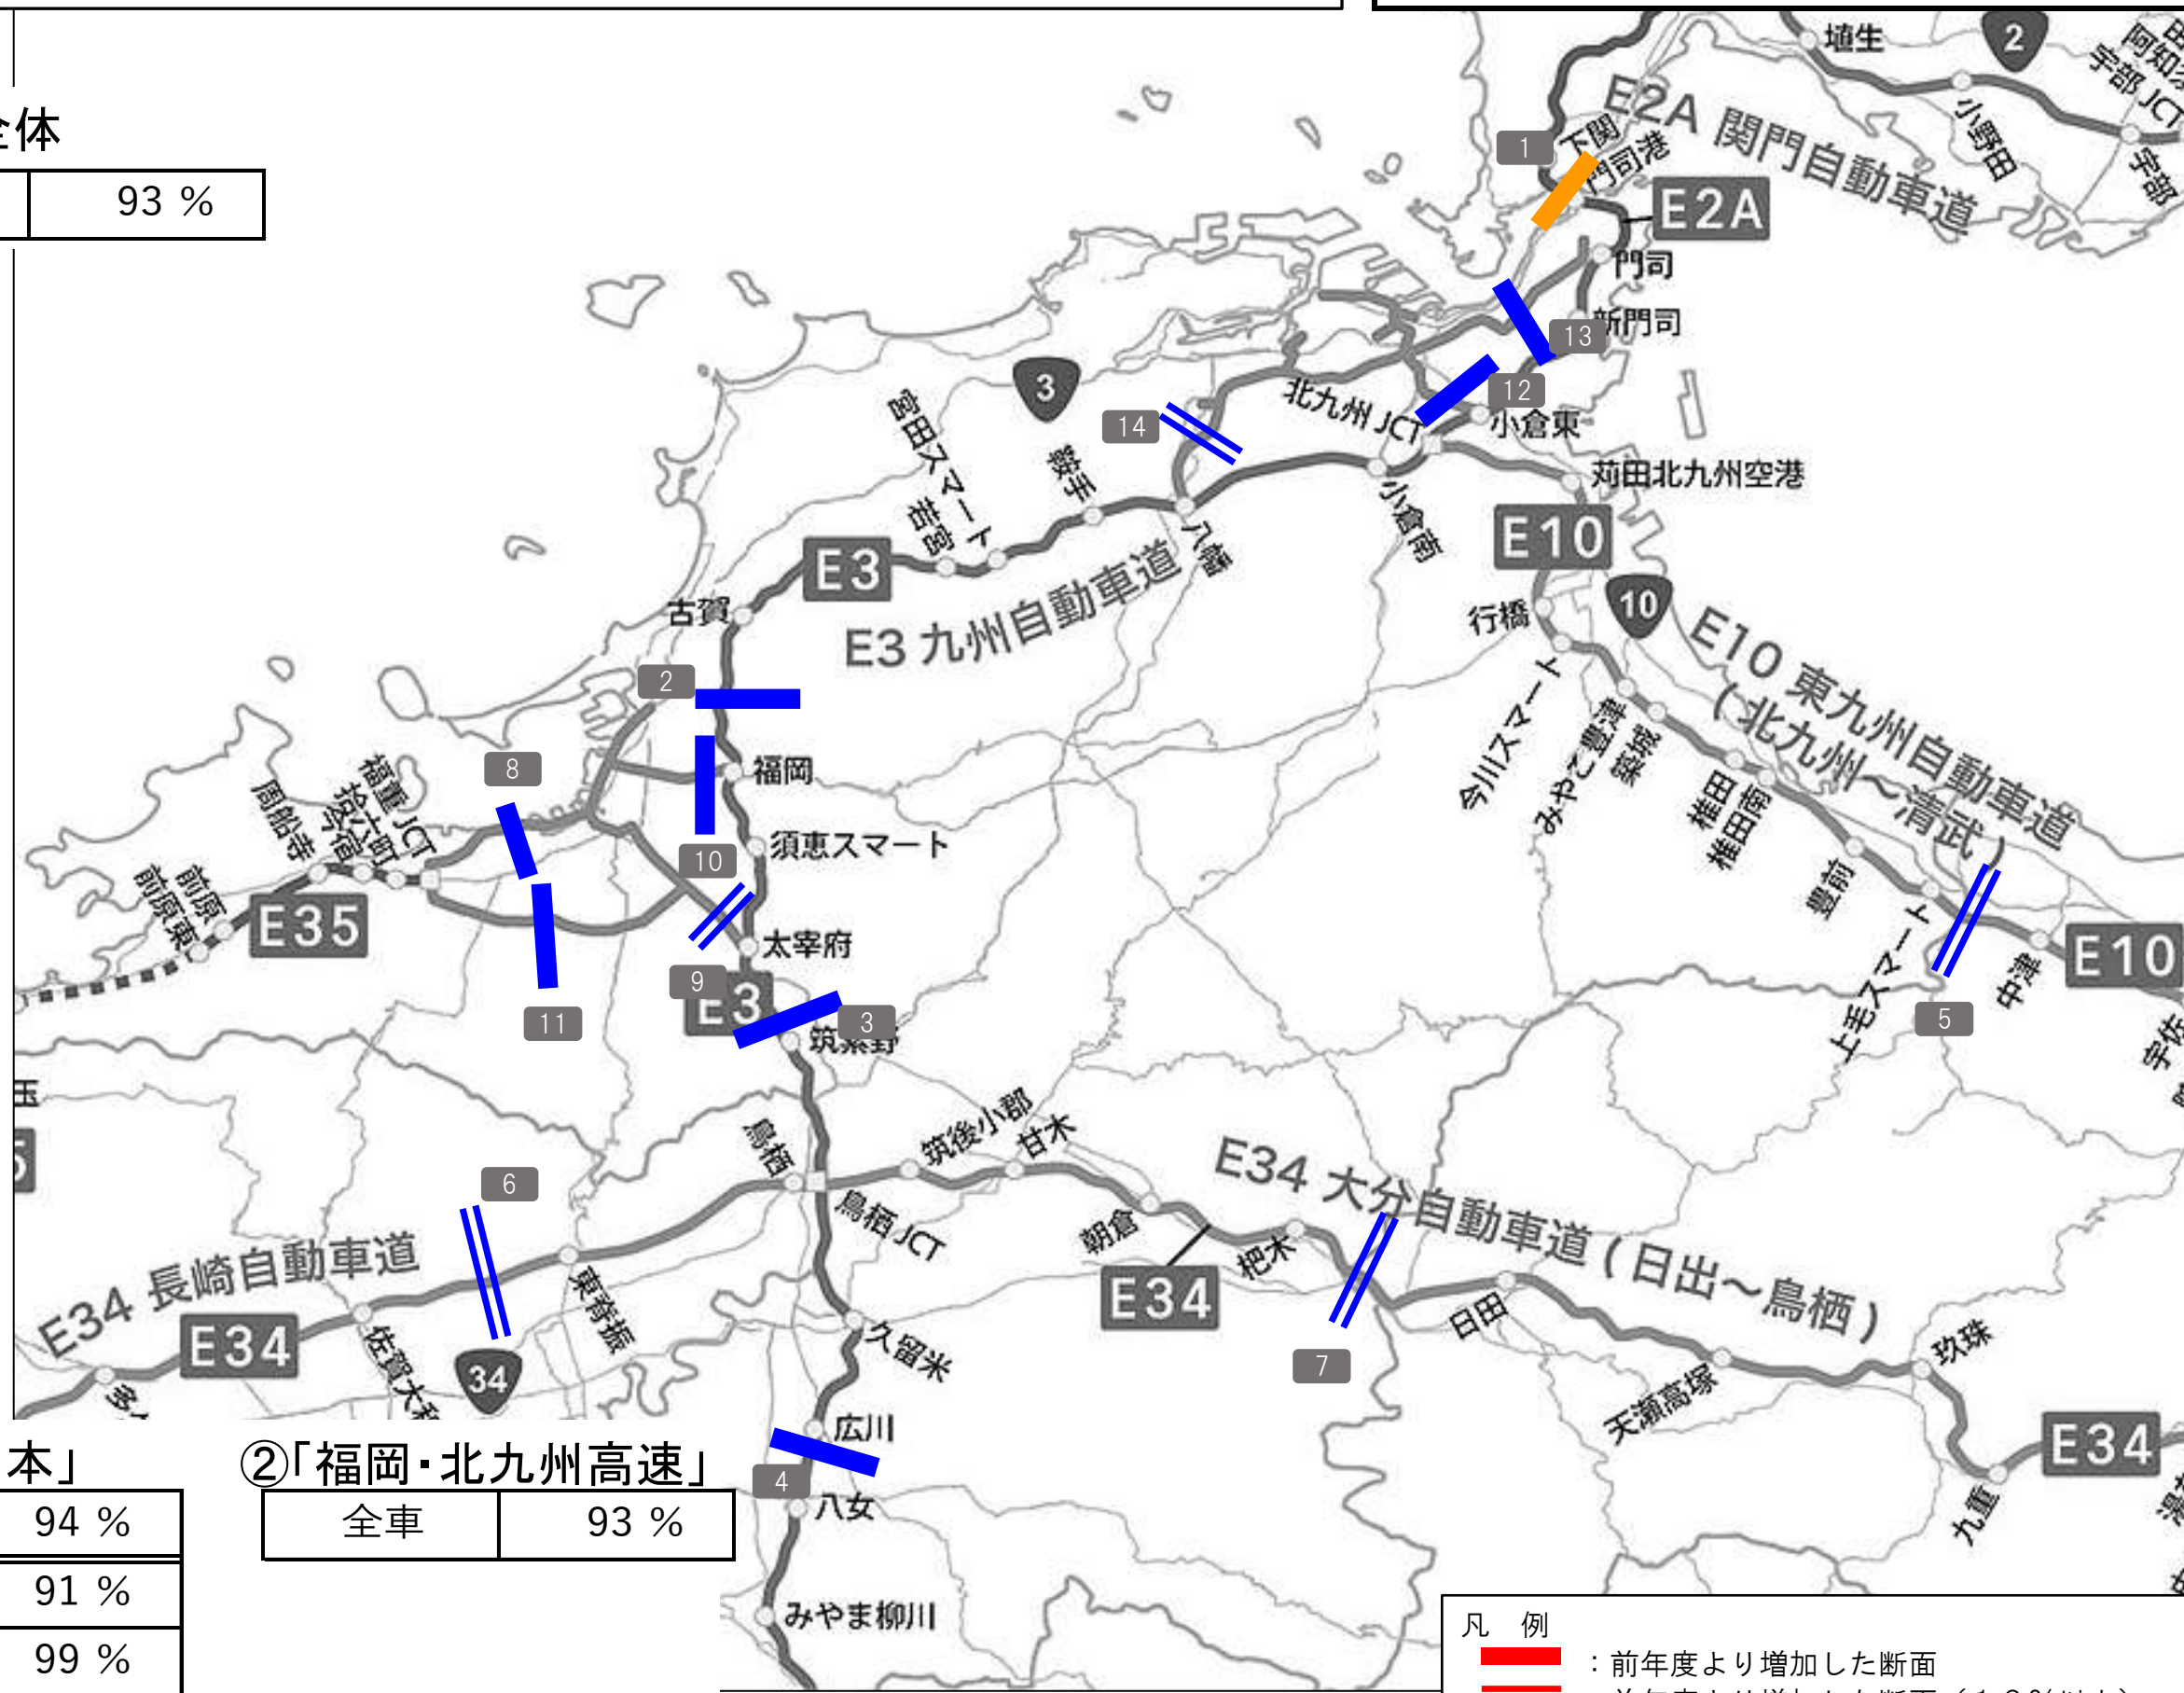 全体
93 %
埴生
2
宇部 JCT
小野田
宇部
E2A 関門自動車道
1
下関
門司港
E2A
門司
新門司
13
12
3
14
北九州 JCT
小倉東
小倉南
苅田北九州空港
宮田スマート
若宮
鞍手
八幡
E3
E10
10
古賀
E3 九州自動車道
行橋
E10 東九州自動車道
(北九州～清武)
今川スマート
みやこ豊津
築城
椎田
椎田南
豊前
上毛スマート
中津
E10
5
宇佐
2
福岡
8
福重 JCT
拾六町
今宿
周船寺
前原
前原東
E35
10
須恵スマート
太宰府
9
E3
3
筑紫野
11
鳥栖
筑後小郡
甘木
鳥栖 JCT
朝倉
杷木
E34 大分自動車道 (日出～鳥栖)
E34
7
日田
天瀬高塚
玖珠
九重
E34
6
E34 長崎自動車道
E34
34
東脊振
佐賀大和
久留米
広川
4
八女
みやま柳川
本」
94 %
91 %
99 %
②「福岡・北九州高速」
全車
93 %
凡 例
：前年度より増加した断面